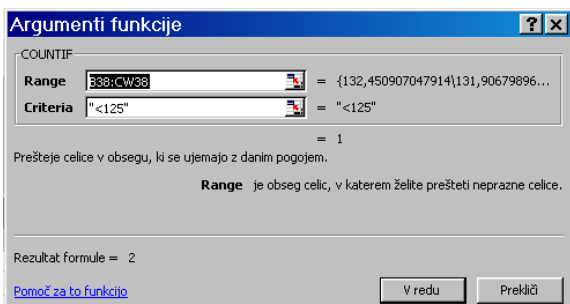 Argumenti funkcije
COUNTIF
Range B38:CW38 = {132,450907047914\131,90679896...
Criteria "<125" = "<125"
= 1
Prešteje celice v obsegu, ki se ujemajo z danim pogojem.
Range je obseg celic, v katerem želite prešteti neprazne celice.
Rezultat formule = 2
Pomoč za to funkcijo V redu Prekliči